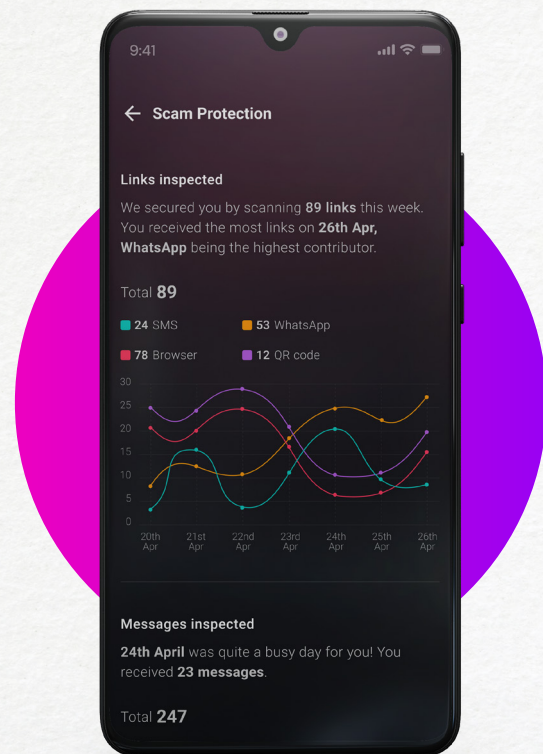 9:41
Scam Protection
Links inspected
We secured you by scanning 89 links this week.
You received the most links on 26th Apr,
WhatsApp being the highest contributor.
Total 89
24 SMS
53 WhatsApp
78 Browser
12 QR code
30
25
20
15
10
5
0
20th Apr
21st Apr
22nd Apr
23rd Apr
24th Apr
25th Apr
26th Apr
Messages inspected
24th April was quite a busy day for you! You
received 23 messages.
Total 247